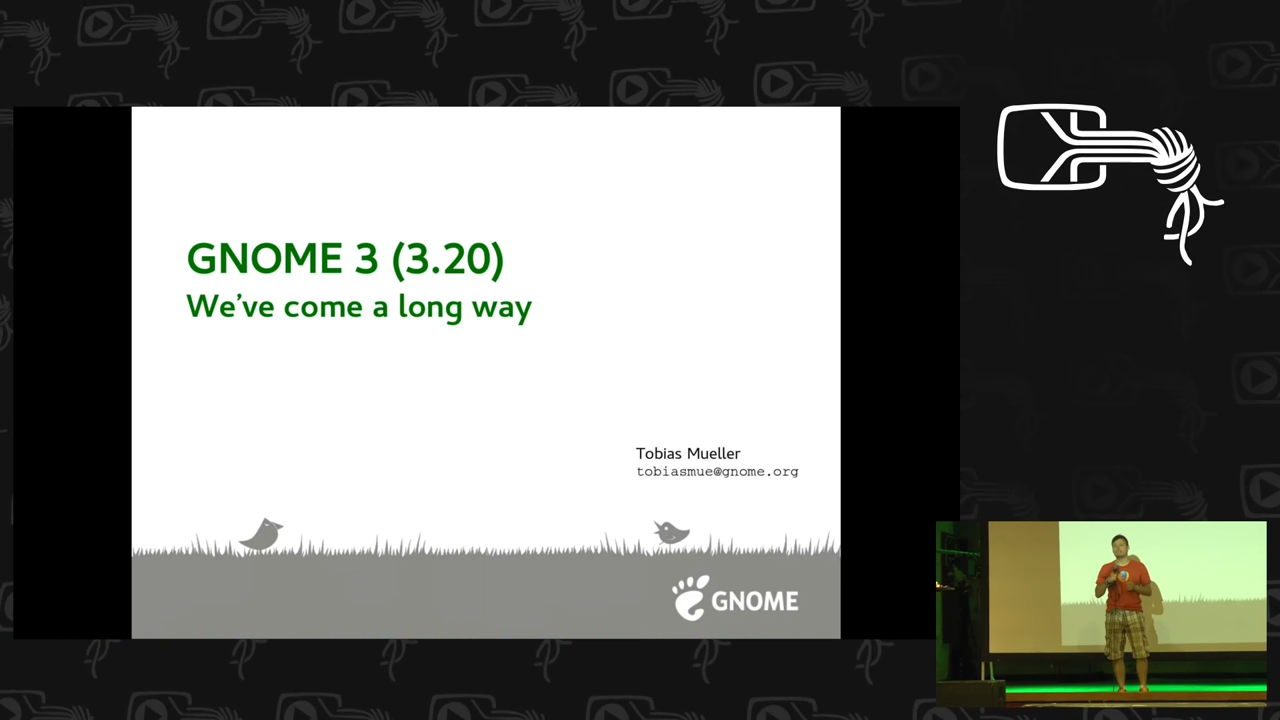 GNOME 3 (3.20)
We've come a long way
Tobias Mueller
tobiasmue@gnome.org
GNOME